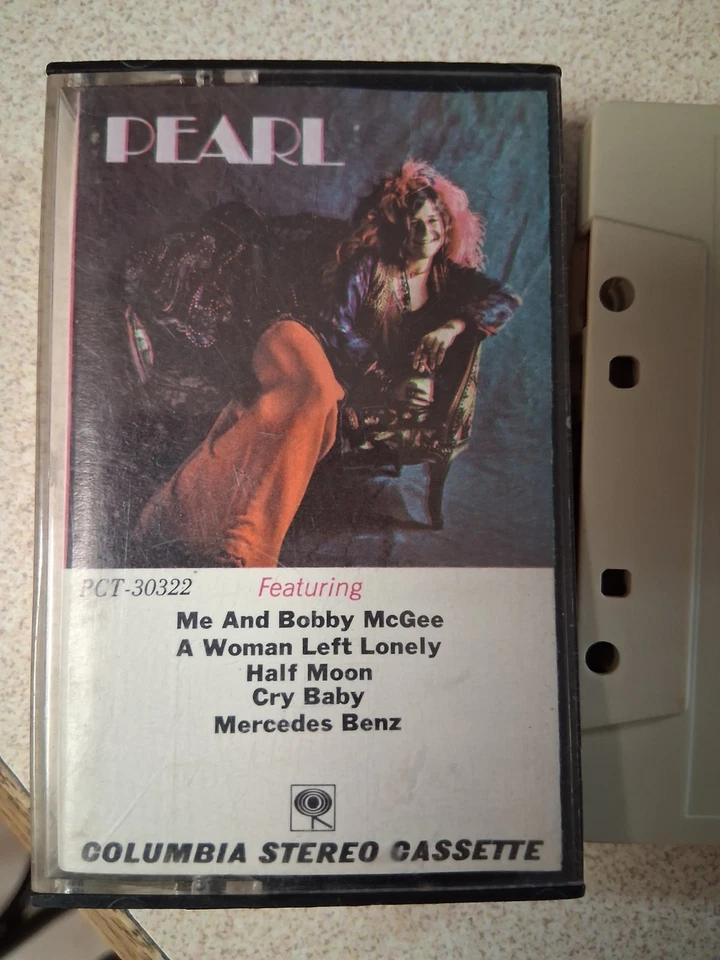 PEARL
PCT-30322 Featuring
Me And Bobby McGee
A Woman Left Lonely
Half Moon
Cry Baby
Mercedes Benz
COLUMBIA STEREO CASSETTE